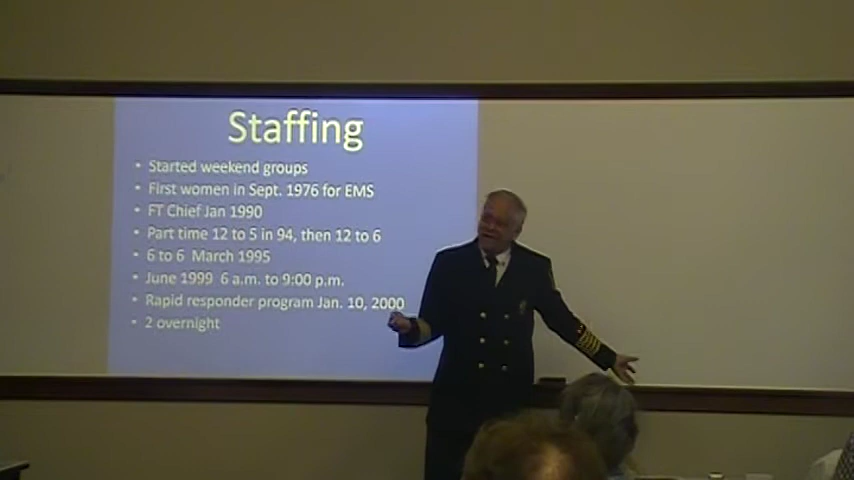 Staffing
• Started weekend groups
• First women in Sept. 1976 for EMS
• FT Chief Jan 1990
• Part time 12 to 5 in 94, then 12 to 6
• 6 to 6 March 1995
• June 1999 6 a.m. to 9:00 p.m.
• Rapid responder program Jan. 10, 2000
• 2 overnight